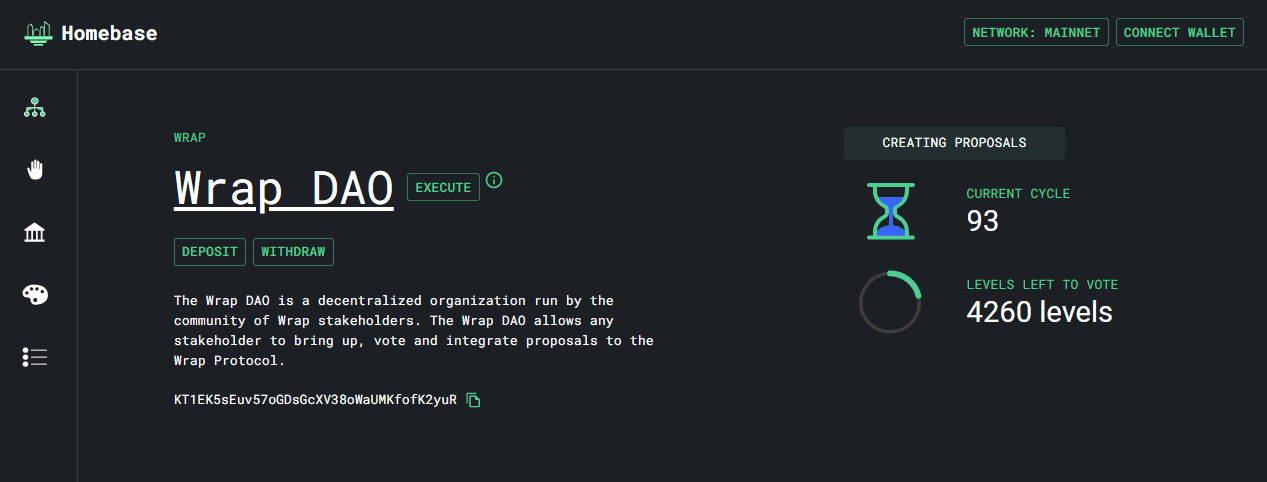 Homebase
NETWORK: MAINNET
CONNECT WALLET
WRAP
Wrap DAO
EXECUTE
DEPOSIT
WITHDRAW
The Wrap DAO is a decentralized organization run by the
community of Wrap stakeholders. The Wrap DAO allows any
stakeholder to bring up, vote and integrate proposals to the
Wrap Protocol.
KT1EK5sEuv57oGDsGcXV38oWaUMKfofK2yuR
CREATING PROPOSALS
CURRENT CYCLE
93
LEVELS LEFT TO VOTE
4260 levels